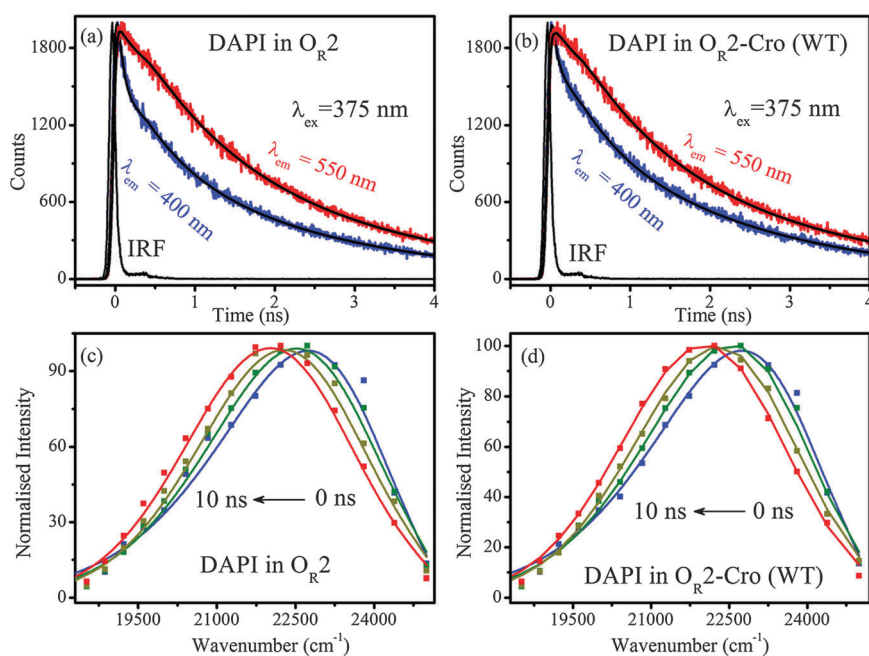 (a)
DAPI in O_R2
λ_ex=375 nm
λ_em = 550 nm
λ_em = 400 nm
IRF
Counts
1800
1200
600
0
0 1 2 3 4
Time (ns)
(b)
DAPI in O_R2-Cro (WT)
λ_ex=375 nm
λ_em = 550 nm
λ_em = 400 nm
IRF
Counts
1800
1200
600
0
0 1 2 3 4
Time (ns)
(c)
10 ns ← 0 ns
DAPI in O_R2
Normalised Intensity
90
60
30
0
19500 21000 22500 24000
Wavenumber (cm⁻¹)
(d)
10 ns ← 0 ns
DAPI in O_R2-Cro (WT)
Normalised Intensity
100
80
60
40
20
0
19500 21000 22500 24000
Wavenumber (cm⁻¹)